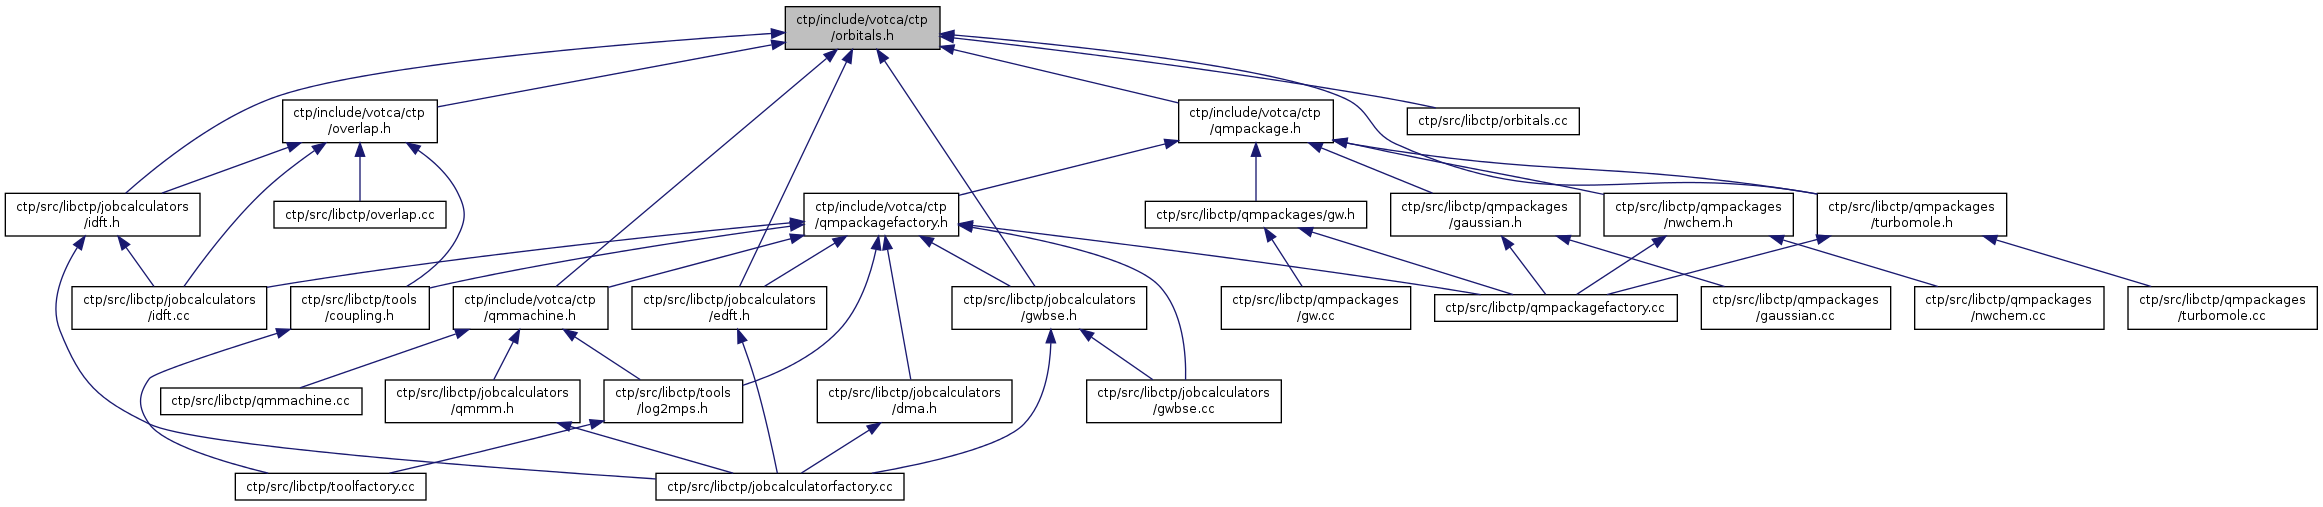 ctp/include/votca/ctp
/orbitals.h
ctp/include/votca/ctp
/overlap.h
ctp/include/votca/ctp
/qmpackage.h
ctp/src/libctp/orbitals.cc
ctp/src/libctp/jobcalculators
/idft.h
ctp/src/libctp/overlap.cc
ctp/include/votca/ctp
/qmpackagefactory.h
ctp/src/libctp/qmpackages/gw.h
ctp/src/libctp/qmpackages
/gaussian.h
ctp/src/libctp/qmpackages
/nwchem.h
ctp/src/libctp/qmpackages
/turbomole.h
ctp/src/libctp/jobcalculators
/idft.cc
ctp/src/libctp/tools
/coupling.h
ctp/include/votca/ctp
/qmmachine.h
ctp/src/libctp/jobcalculators
/edft.h
ctp/src/libctp/jobcalculators
/gwbse.h
ctp/src/libctp/qmpackages
/gw.cc
ctp/src/libctp/qmpackagefactory.cc
ctp/src/libctp/qmpackages
/gaussian.cc
ctp/src/libctp/qmpackages
/nwchem.cc
ctp/src/libctp/qmpackages
/turbomole.cc
ctp/src/libctp/qmmachine.cc
ctp/src/libctp/jobcalculators
/qmmm.h
ctp/src/libctp/tools
/log2mps.h
ctp/src/libctp/jobcalculators
/dma.h
ctp/src/libctp/jobcalculators
/gwbse.cc
ctp/src/libctp/toolfactory.cc
ctp/src/libctp/jobcalculatorfactory.cc